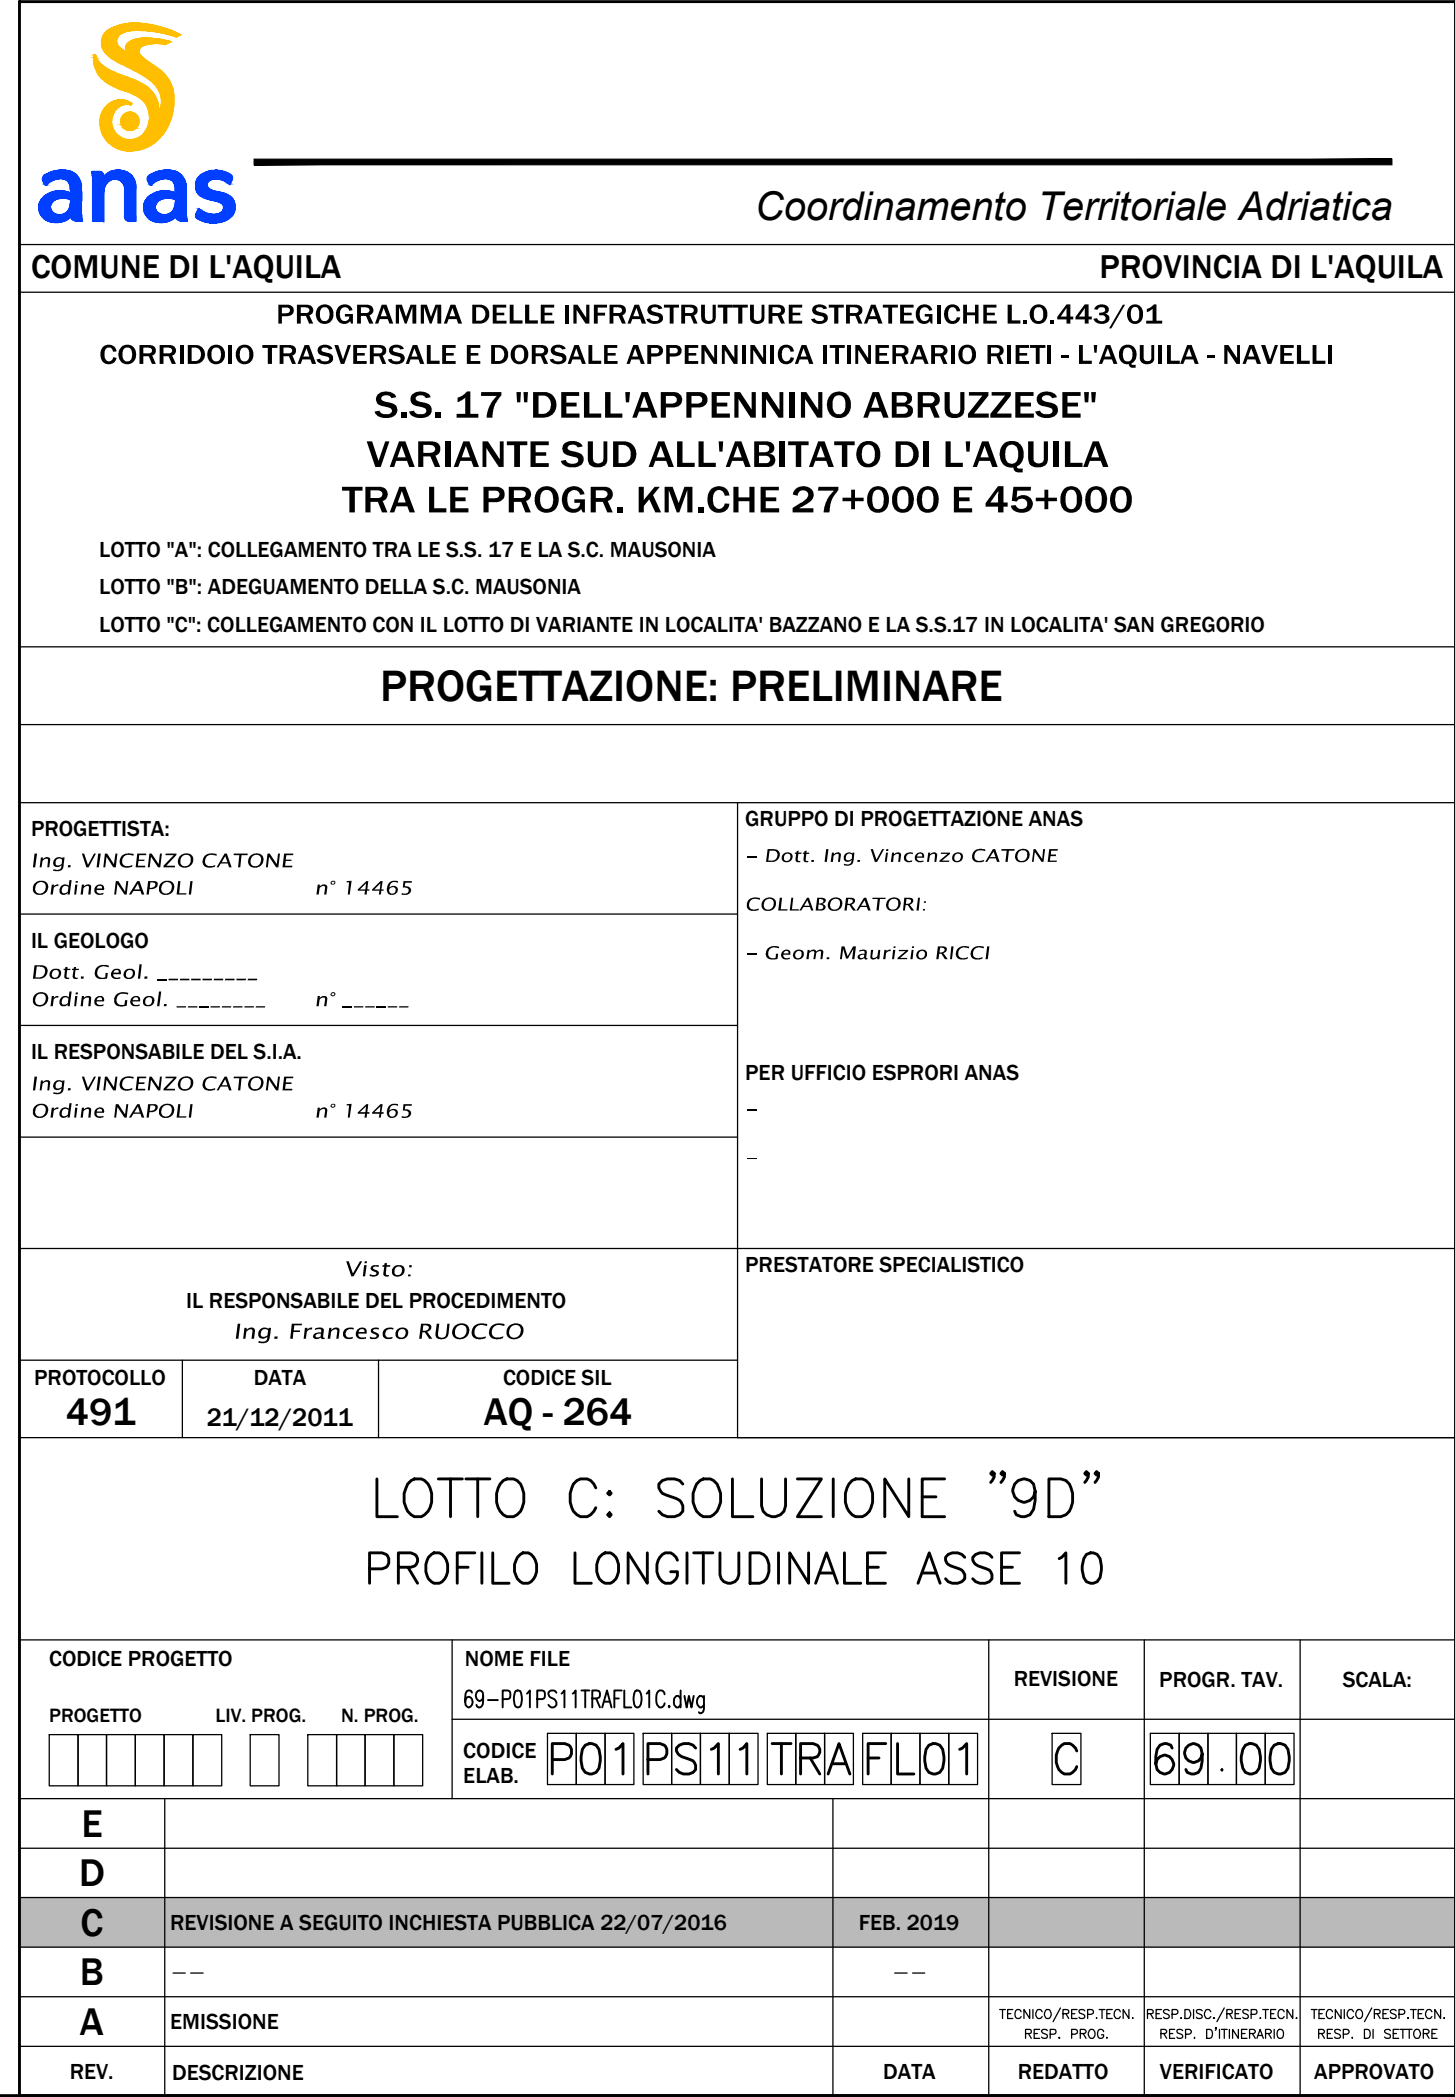 anas
Coordinamento Territoriale Adriatica
COMUNE DI L'AQUILA
PROVINCIA DI L'AQUILA
PROGRAMMA DELLE INFRASTRUTTURE STRATEGICHE L.O.443/01
CORRIDOIO TRASVERSALE E DORSALE APPENNINICA ITINERARIO RIETI - L'AQUILA - NAVELLI
S.S. 17 "DELL'APPENNINO ABRUZZESE"
VARIANTE SUD ALL'ABITATO DI L'AQUILA
TRA LE PROGR. KM.CHE 27+000 E 45+000
LOTTO "A": COLLEGAMENTO TRA LE S.S. 17 E LA S.C. MAUSONIA
LOTTO "B": ADEGUAMENTO DELLA S.C. MAUSONIA
LOTTO "C": COLLEGAMENTO CON IL LOTTO DI VARIANTE IN LOCALITA' BAZZANO E LA S.S.17 IN LOCALITA' SAN GREGORIO
PROGETTAZIONE: PRELIMINARE
PROGETTISTA:
Ing. VINCENZO CATONE
Ordine NAPOLI n° 14465
IL GEOLOGO
Dott. Geol. _________
Ordine Geol. ________ n° ______
IL RESPONSABILE DEL S.I.A.
Ing. VINCENZO CATONE
Ordine NAPOLI n° 14465
GRUPPO DI PROGETTAZIONE ANAS
– Dott. Ing. Vincenzo CATONE
COLLABORATORI:
– Geom. Maurizio RICCI
PER UFFICIO ESPRORI ANAS
–
–
Visto:
IL RESPONSABILE DEL PROCEDIMENTO
Ing. Francesco RUOCCO
PRESTATORE SPECIALISTICO
PROTOCOLLO DATA CODICE SIL
491 21/12/2011 AQ - 264
LOTTO C: SOLUZIONE "9D"
PROFILO LONGITUDINALE ASSE 10
CODICE PROGETTO
PROGETTO LIV. PROG. N. PROG.
NOME FILE
69-P01PS11TRAFL01C.dwg
CODICE
ELAB.
P01 PS11 TRA FL01
REVISIONE
C
PROGR. TAV.
69.00
SCALA:
E
D
C REVISIONE A SEGUITO INCHIESTA PUBBLICA 22/07/2016 FEB. 2019
B –– ––
A EMISSIONE
TECNICO/RESP.TECN.
RESP. PROG.
RESP.DISC./RESP.TECN.
RESP. D'ITINERARIO
TECNICO/RESP.TECN.
RESP. DI SETTORE
REV. DESCRIZIONE DATA REDATTO VERIFICATO APPROVATO